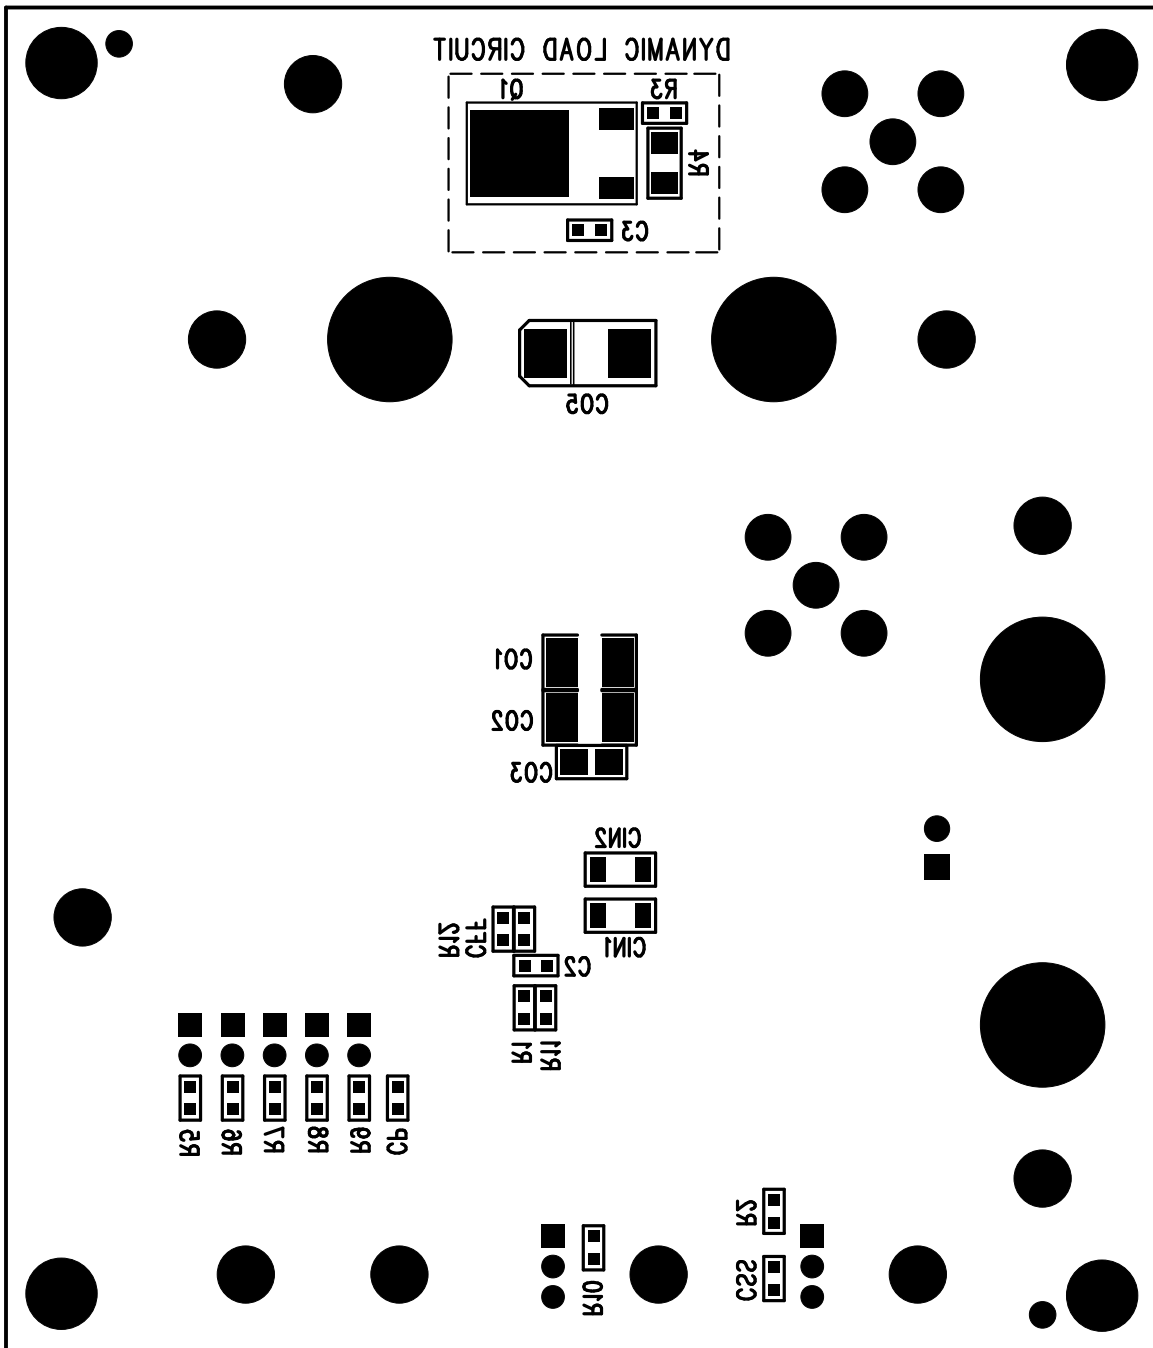 DYNAMIC LOAD CIRCUIT
Q1
R3
R4
C3
CO5
CO1
CO2
CO3
CIN2
R12
CFF
CIN1
C2
R1
R11
R5
R6
R7
R8
R9
CP
R2
CSS
R10